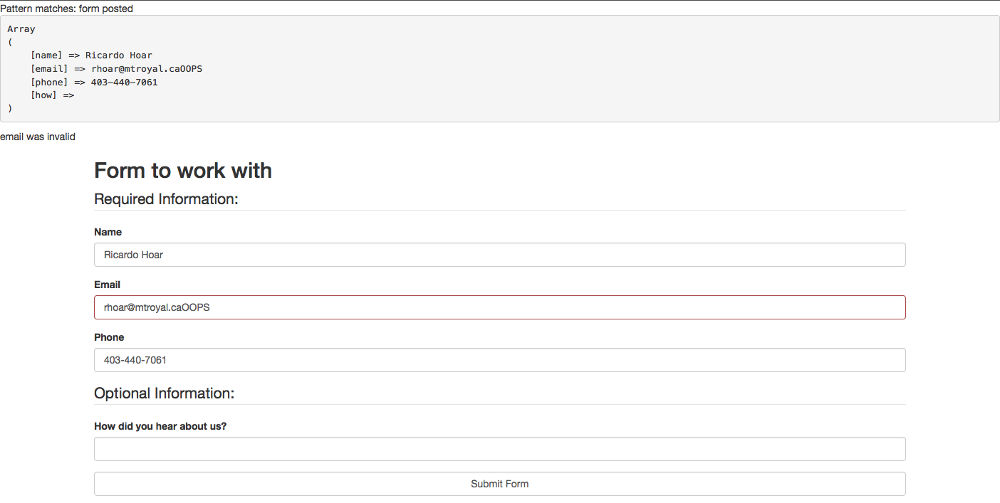 Pattern matches: form posted
Array
(
[name] => Ricardo Hoar
[email] => rhoar@mtroyal.caOOPS
[phone] => 403-440-7061
[how] =>
)
email was invalid
Form to work with
Required Information:
Name
Ricardo Hoar
Email
rhoar@mtroyal.caOOPS
Phone
403-440-7061
Optional Information:
How did you hear about us?
Submit Form